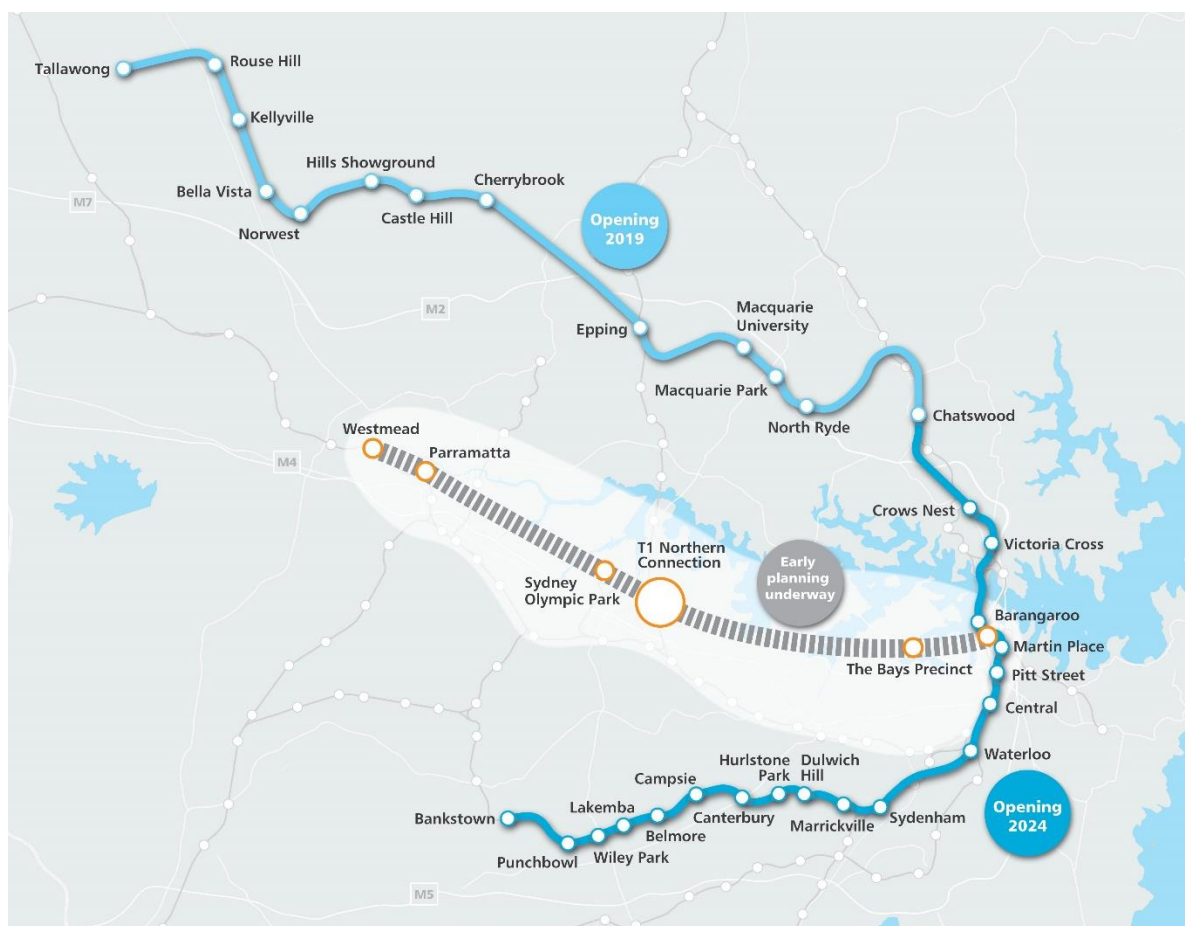 Tallawong
Rouse Hill
Kellyville
Hills Showground
Cherrybrook
Bella Vista
M7
Castle Hill
Norwest
Opening
2019
M2
Macquarie
University
Epping
Macquarie Park
North Ryde
Chatswood
Westmead
Parramatta
M4
Crows Nest
T1 Northern
Connection
Victoria Cross
Early
planning
underway
Sydney
Olympic Park
Barangaroo
Martin Place
The Bays Precinct
Pitt Street
Central
Waterloo
Hurlstone
Park
Dulwich
Hill
Campsie
Lakemba
Bankstown
Canterbury
Sydenham
Opening
2024
Marrickville
Belmore
Wiley Park
Punchbowl
M5